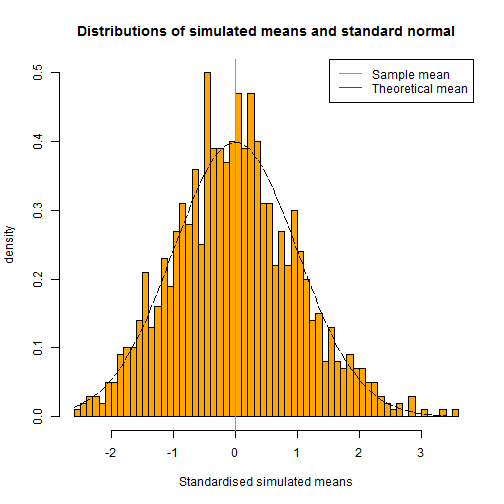 Distributions of simulated means and standard normal
Sample mean
Theoretical mean
density
0.0
0.1
0.2
0.3
0.4
0.5
-2 -1 0 1 2 3
Standardised simulated means